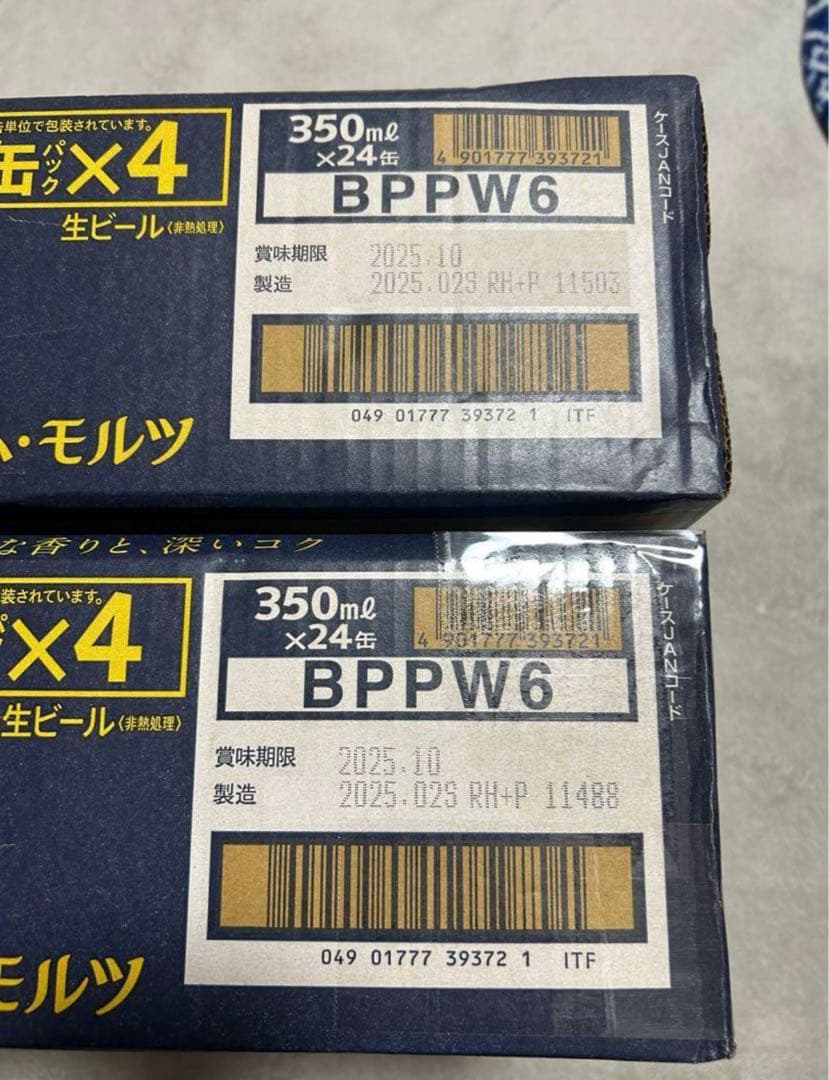 単位で包装されています。
缶パック×4
生ビール〈非熱処理〉
350mℓ
×24缶
4 901777 393721
BPPW6
ケースJANコード
賞味期限 2025.10
製造 2025.02S RH+P 11503
049 01777 39372 1 ITF
・モルツ
な香りと、深いコク
装されています。
×4
生ビール〈非熱処理〉
350mℓ
×24缶
4 901777 393721
BPPW6
ケースJANコード
賞味期限 2025.10
製造 2025.02S RH+P 11488
049 01777 39372 1 ITF
モルツ